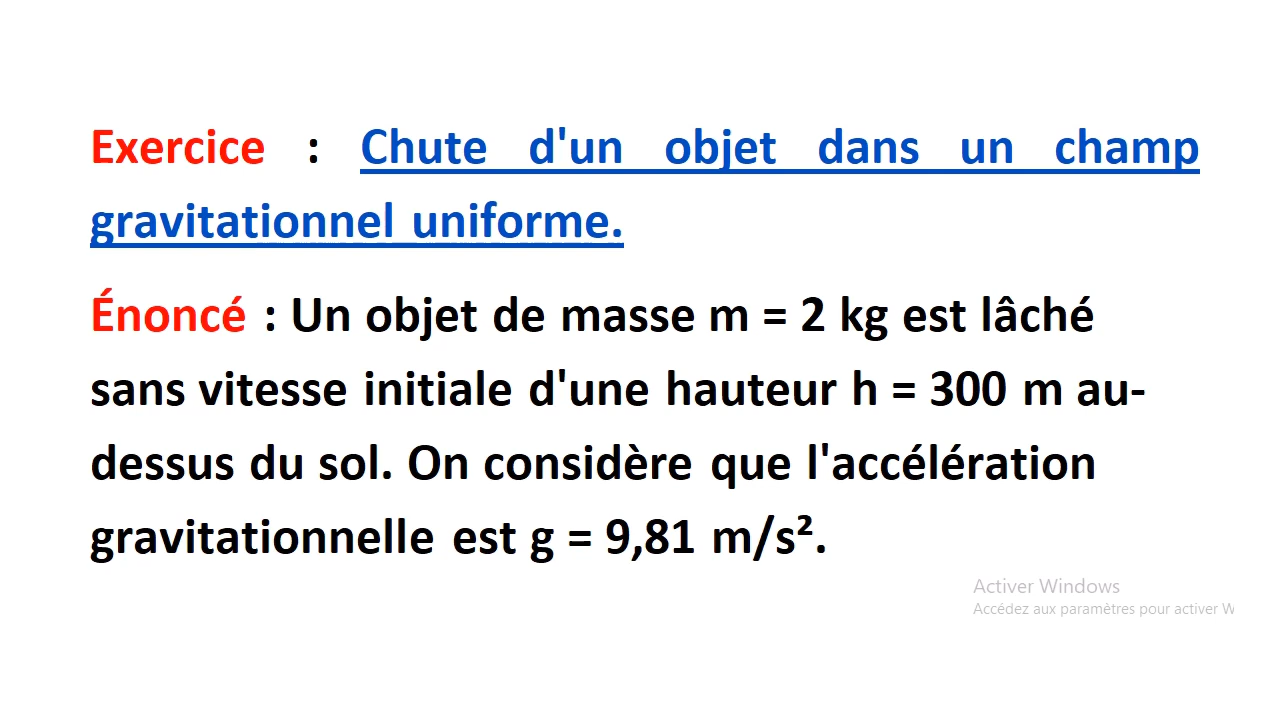 Exercice : Chute d'un objet dans un champ
gravitationnel uniforme.
Énoncé : Un objet de masse m = 2 kg est lâché
sans vitesse initiale d'une hauteur h = 300 m au-
dessus du sol. On considère que l'accélération
gravitationnelle est g = 9,81 m/s².
Activer Windows
Accédez aux paramètres pour activer W